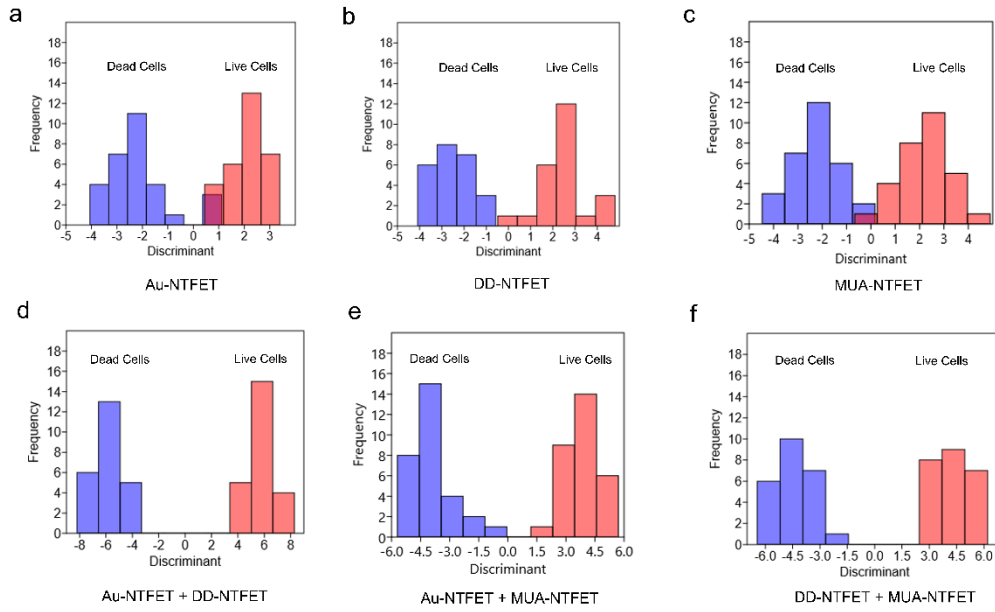 a
18
16
14
12
10
8
6
4
2
0
Frequency
Dead Cells
Live Cells
-5 -4 -3 -2 -1 0 1 2 3
Discriminant
Au-NTFET
b
18
16
14
12
10
8
6
4
2
0
Frequency
Dead Cells
Live Cells
-4 -3 -2 -1 0 1 2 3 4
Discriminant
DD-NTFET
c
18
16
14
12
10
8
6
4
2
0
Frequency
Dead Cells
Live Cells
-5 -4 -3 -2 -1 0 1 2 3 4
Discriminant
MUA-NTFET
d
18
16
14
12
10
8
6
4
2
0
Frequency
Dead Cells
Live Cells
-8 -6 -4 -2 0 2 4 6 8
Discriminant
Au-NTFET + DD-NTFET
e
18
16
14
12
10
8
6
4
2
0
Frequency
Dead Cells
Live Cells
-6.0 -4.5 -3.0 -1.5 0.0 1.5 3.0 4.5 6.0
Discriminant
Au-NTFET + MUA-NTFET
f
18
16
14
12
10
8
6
4
2
0
Frequency
Dead Cells
Live Cells
-6.0 -4.5 -3.0 -1.5 0.0 1.5 3.0 4.5 6.0
Discriminant
DD-NTFET + MUA-NTFET